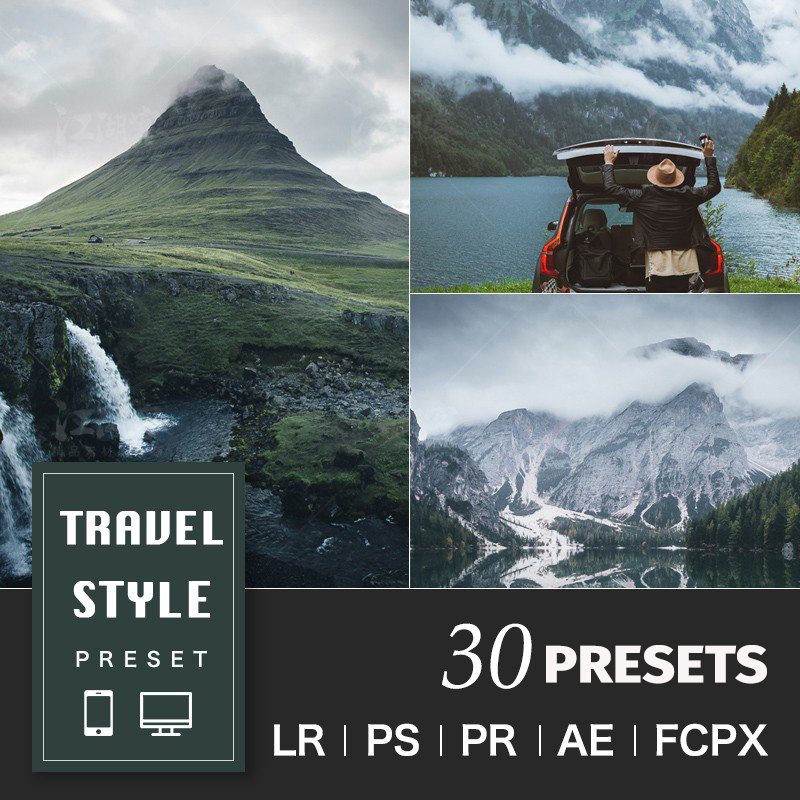 TRAVEL
STYLE
PRESET
30 PRESETS
LR | PS | PR | AE | FCPX